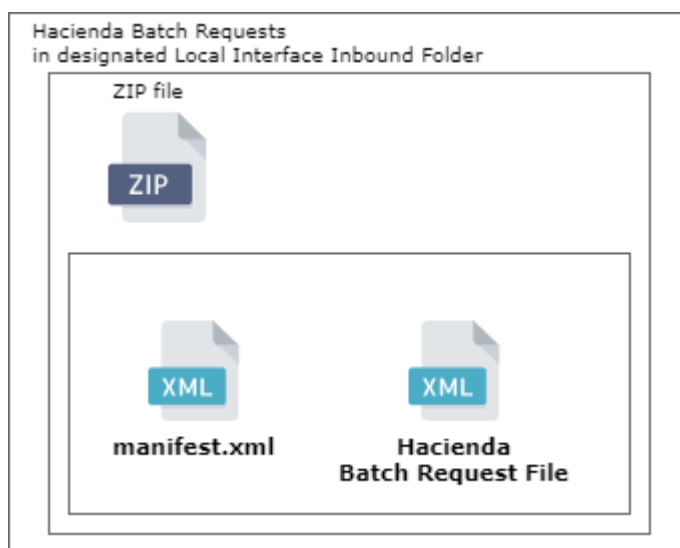 Hacienda Batch Requests
in designated Local Interface Inbound Folder
ZIP file
ZIP
XML
XML
manifest.xml
Hacienda
Batch Request File